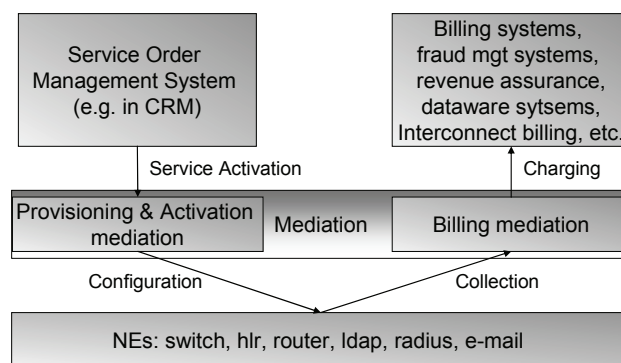 Service Order
Management System
(e.g. in CRM)
Billing systems,
fraud mgt systems,
revenue assurance,
dataware sytsems,
Interconnect billing, etc.
Service Activation
Charging
Provisioning & Activation
mediation
Mediation
Billing mediation
Configuration
Collection
NEs: switch, hlr, router, ldap, radius, e-mail